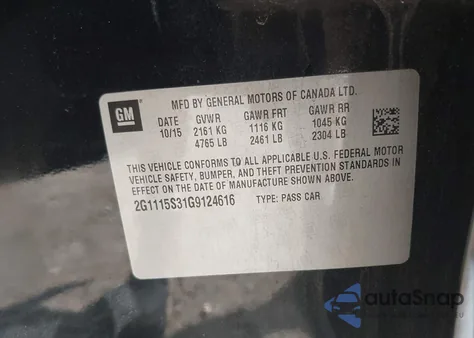 GM
MFD BY GENERAL MOTORS OF CANADA LTD.
DATE GVWR GAWR FRT GAWR RR
10/15 2161 KG 1116 KG 1045 KG
4765 LB 2461 LB 2304 LB
THIS VEHICLE CONFORMS TO ALL APPLICABLE U.S. FEDERAL MOTOR
VEHICLE SAFETY, BUMPER, AND THEFT PREVENTION STANDARDS IN
EFFECT ON THE DATE OF MANUFACTURE SHOWN ABOVE.
2G1115S31G9124616 TYPE: PASS CAR
autoSnap